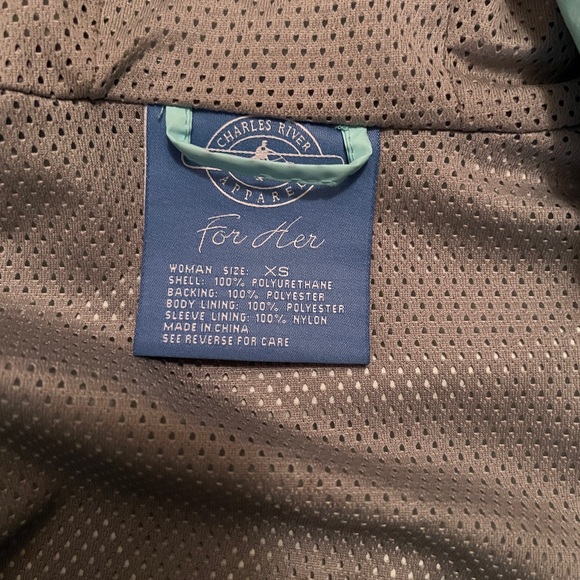 CHARLES RIVER
APPAREL
For Her
WOMAN SIZE: XS
SHELL: 100% POLYURETHANE
BACKING: 100% POLYESTER
BODY LINING: 100% POLYESTER
SLEEVE LINING: 100% NYLON
MADE IN CHINA
SEE REVERSE FOR CARE